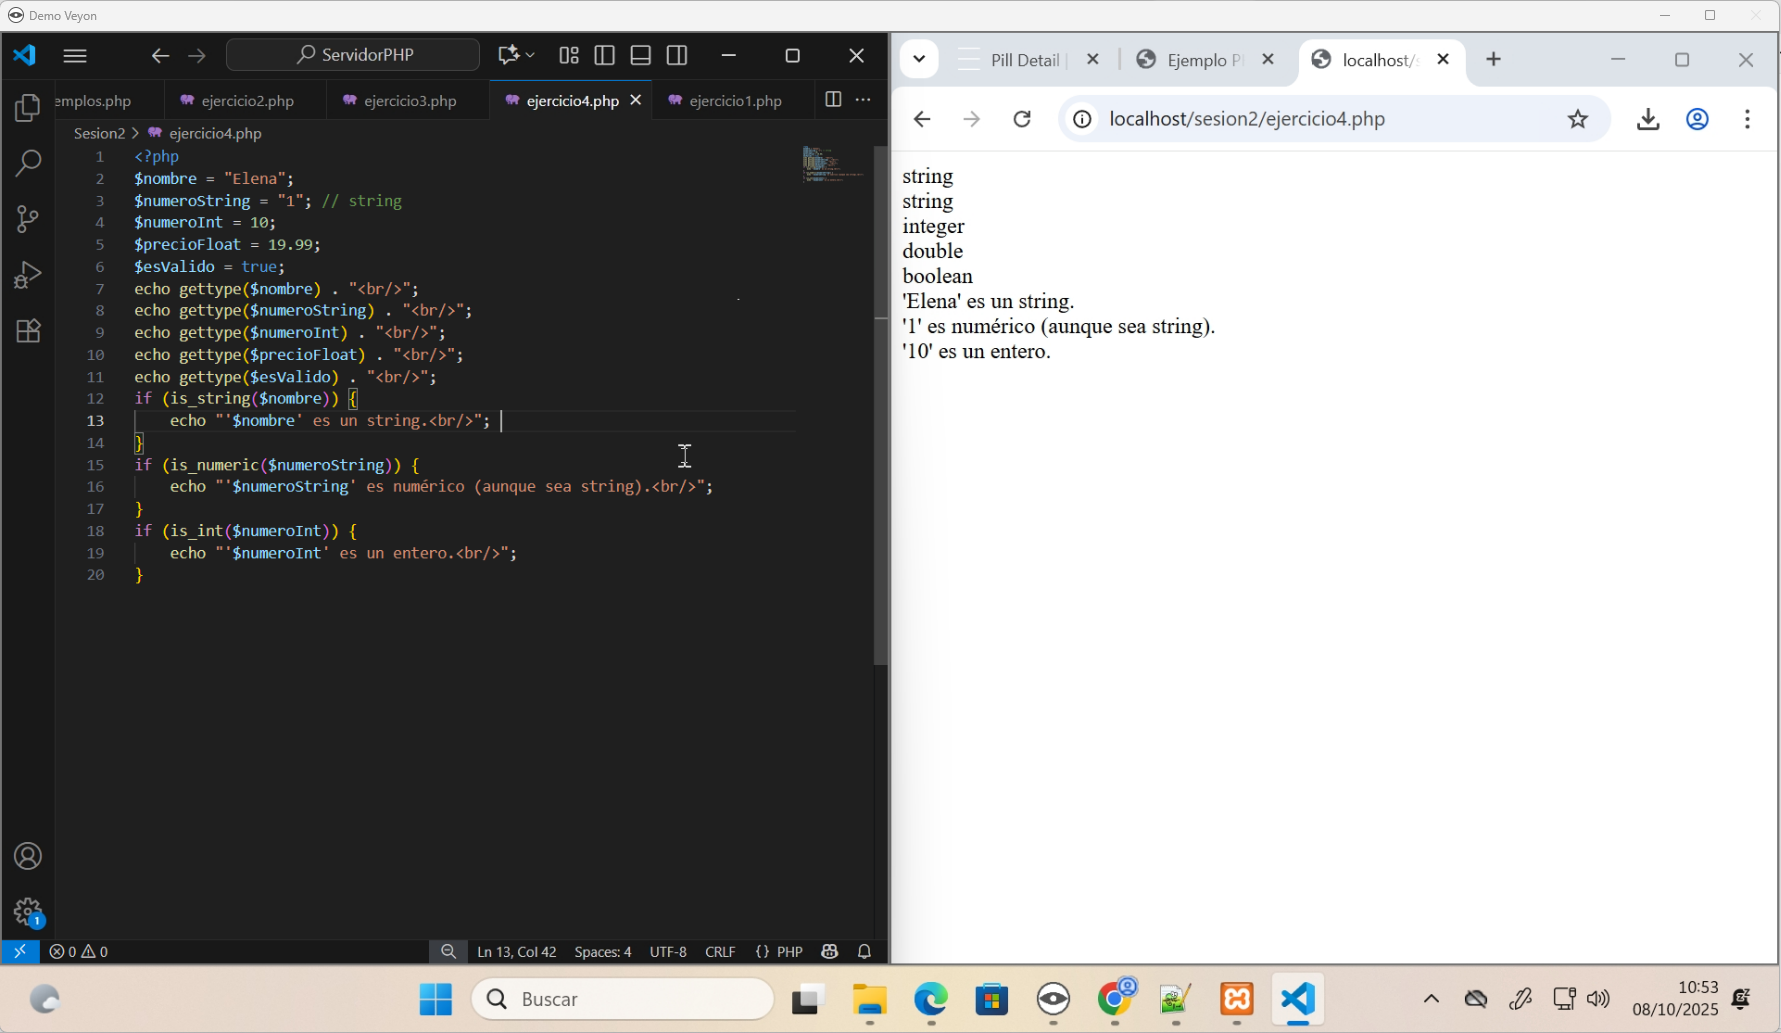 Demo Veyon
ServidorPHP
emplos.php
ejercicio2.php
ejercicio3.php
ejercicio4.php
ejercicio1.php
Sesion2 > ejercicio4.php
1 <?php
2 $nombre = "Elena";
3 $numeroString = "1"; // string
4 $numeroInt = 10;
5 $precioFloat = 19.99;
6 $esValido = true;
7 echo gettype($nombre) . "<br/>";
8 echo gettype($numeroString) . "<br/>";
9 echo gettype($numeroInt) . "<br/>";
10 echo gettype($precioFloat) . "<br/>";
11 echo gettype($esValido) . "<br/>";
12 if (is_string($nombre)) {
13 echo "'$nombre' es un string.<br/>";
14 }
15 if (is_numeric($numeroString)) {
16 echo "'$numeroString' es numérico (aunque sea string).<br/>";
17 }
18 if (is_int($numeroInt)) {
19 echo "'$numeroInt' es un entero.<br/>";
20 }
1
0 0
Ln 13, Col 42
Spaces: 4
UTF-8
CRLF
{} PHP
Pill Detail
Ejemplo P
localhost/
localhost/sesion2/ejercicio4.php
string
string
integer
double
boolean
'Elena' es un string.
'1' es numérico (aunque sea string).
'10' es un entero.
Buscar
10:53
08/10/2025